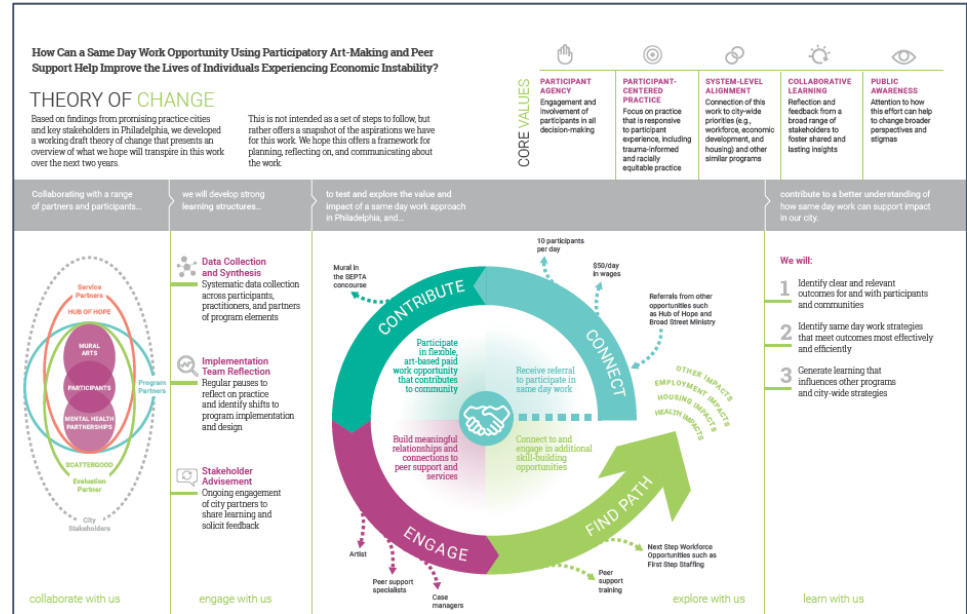 How Can a Same Day Work Opportunity Using Participatory Art-Making and Peer
Support Help Improve the Lives of Individuals Experiencing Economic Instability?
THEORY OF CHANGE
Based on findings from promising practice cities
and key stakeholders in Philadelphia, we developed
a working draft theory of change that presents an
overview of what we hope will transpire in this work
over the next two years.
This is not intended as a set of steps to follow, but
rather offers a snapshot of the aspirations we have
for this work. We hope this offers a framework for
planning, reflecting on, and communicating about
the work.
CORE VALUES
PARTICIPANT
AGENCY
Engagement and
involvement of
participants in all
decision-making
PARTICIPANT-
CENTERED
PRACTICE
Focus on practice
that is responsive
to participant
experience, including
trauma-informed
and racially
equitable practice
SYSTEM-LEVEL
ALIGNMENT
Connection of this
work to city-wide
priorities (e.g.,
workforce, economic
development, and
housing) and other
similar programs
COLLABORATIVE
LEARNING
Reflection and
feedback from a
broad range of
stakeholders to
foster shared and
lasting insights
PUBLIC
AWARENESS
Attention to how
this effort can help
to change broader
perspectives and
stigmas
Collaborating with a range
of partners and participants...
we will develop strong
learning structures...
to test and explore the value and
impact of a same day work approach
in Philadelphia, and...
contribute to a better understanding of
how same day work can support impact
in our city.
Service
Partners
HUB OF HOPE
MURAL
ARTS
PARTICIPANTS
Program
Partners
MENTAL HEALTH
PARTNERSHIPS
SCATTERGOOD
Evaluation
Partner
City
Stakeholders
collaborate with us
Data Collection
and Synthesis
Systematic data collection
across participants,
practitioners, and partners
of program elements
Implementation
Team Reflection
Regular pauses to
reflect on practice
and identify shifts to
program implementation
and design
Stakeholder
Advisement
Ongoing engagement
of city partners to
share learning and
solicit feedback
engage with us
Mural in
the SEPTA
concourse
10 participants
per day
$50/day
in wages
Referrals from other
opportunities such
as Hub of Hope and
Broad Street Ministry
CONTRIBUTE
CONNECT
Participate
in flexible,
art-based paid
work opportunity
that contributes
to community
Receive referral
to participate in
same day work
Build meaningful
relationships and
connections to
peer support and
services
Connect to and
engage in additional
skill-building
opportunities
OTHER IMPACTS
EMPLOYMENT IMPACTS
HOUSING IMPACTS
HEALTH IMPACTS
ENGAGE
FIND PATH
Artist
Peer support
specialists
Case
managers
Peer
support
training
Next Step Workforce
Opportunities such as
First Step Staffing
explore with us
We will:
1 Identify clear and relevant
outcomes for and with participants
and communities
2 Identify same day work strategies
that meet outcomes most effectively
and efficiently
3 Generate learning that
influences other programs
and city-wide strategies
learn with us